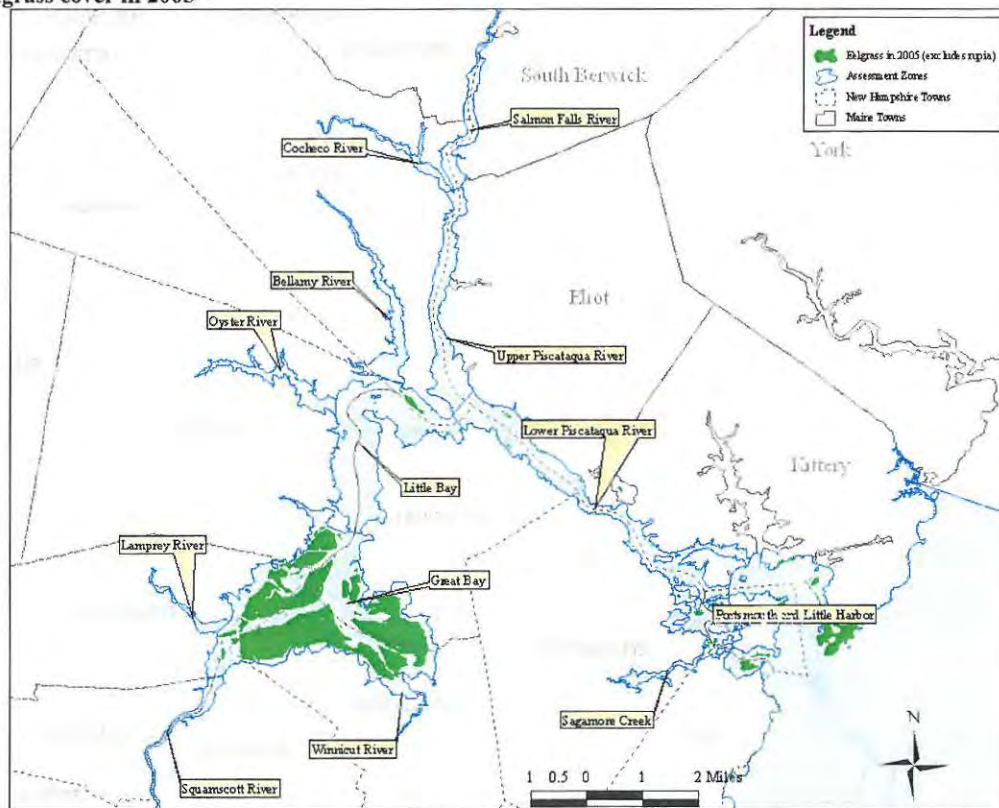 grass cover in 2005
Legend
Eelgrass in 2005 (excludes rupia)
Assessment Zones
New Hampshire Towns
Maine Towns
South Berwick
York
Salmon Falls River
Cocheco River
Bellamy River
Eliot
Oyster River
Upper Piscataqua River
Lower Piscataqua River
Kittery
Little Bay
Lamprey River
Great Bay
Portsmouth and Little Harbor
Sagamore Creek
Winnicut River
Squamscott River
N
1 0.5 0 1 2 Miles